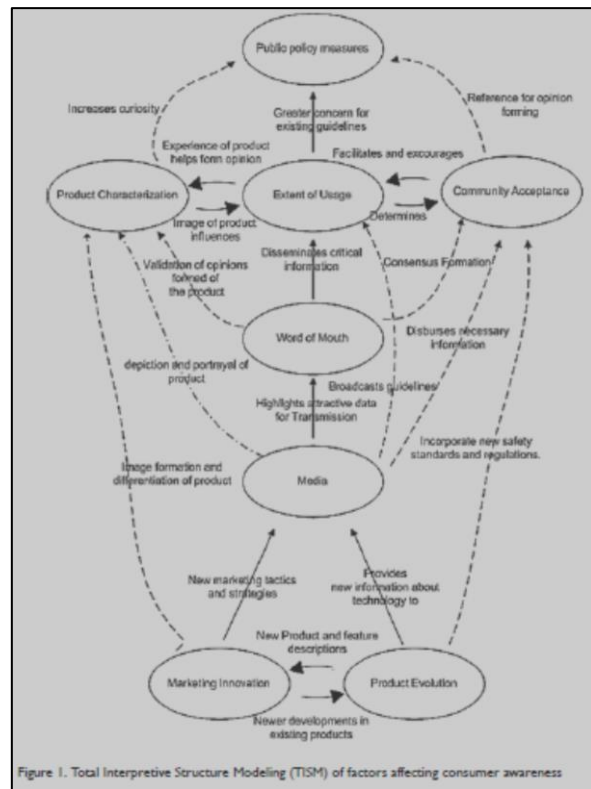 Public policy measures
Increases curiosity
Reference for opinion
forming
Greater concern for
existing guidelines
Experience of product
helps form opinion
Facilitates and excourages
Product Characterization
Extent of Usage
Community Acceptance
Image of product
influences
Determines
Disseminates critical
information
Validation of opinions
formed of
the product
Consensus Formation
Word of Mouth
Disburses necessary
information
depiction and portrayal of
product
Broadcasts guidelines
Highlights attractive data
for Transmission
Image formation and
differentiation of product
Incorporate new safety
standards and regulations.
Media
New marketing tactics
and strategies
Provides
new information about
technology to
New Product and feature
descriptions
Marketing Innovation
Product Evolution
Newer developments in
existing products
Figure 1. Total Interpretive Structure Modeling (TISM) of factors affecting consumer awareness